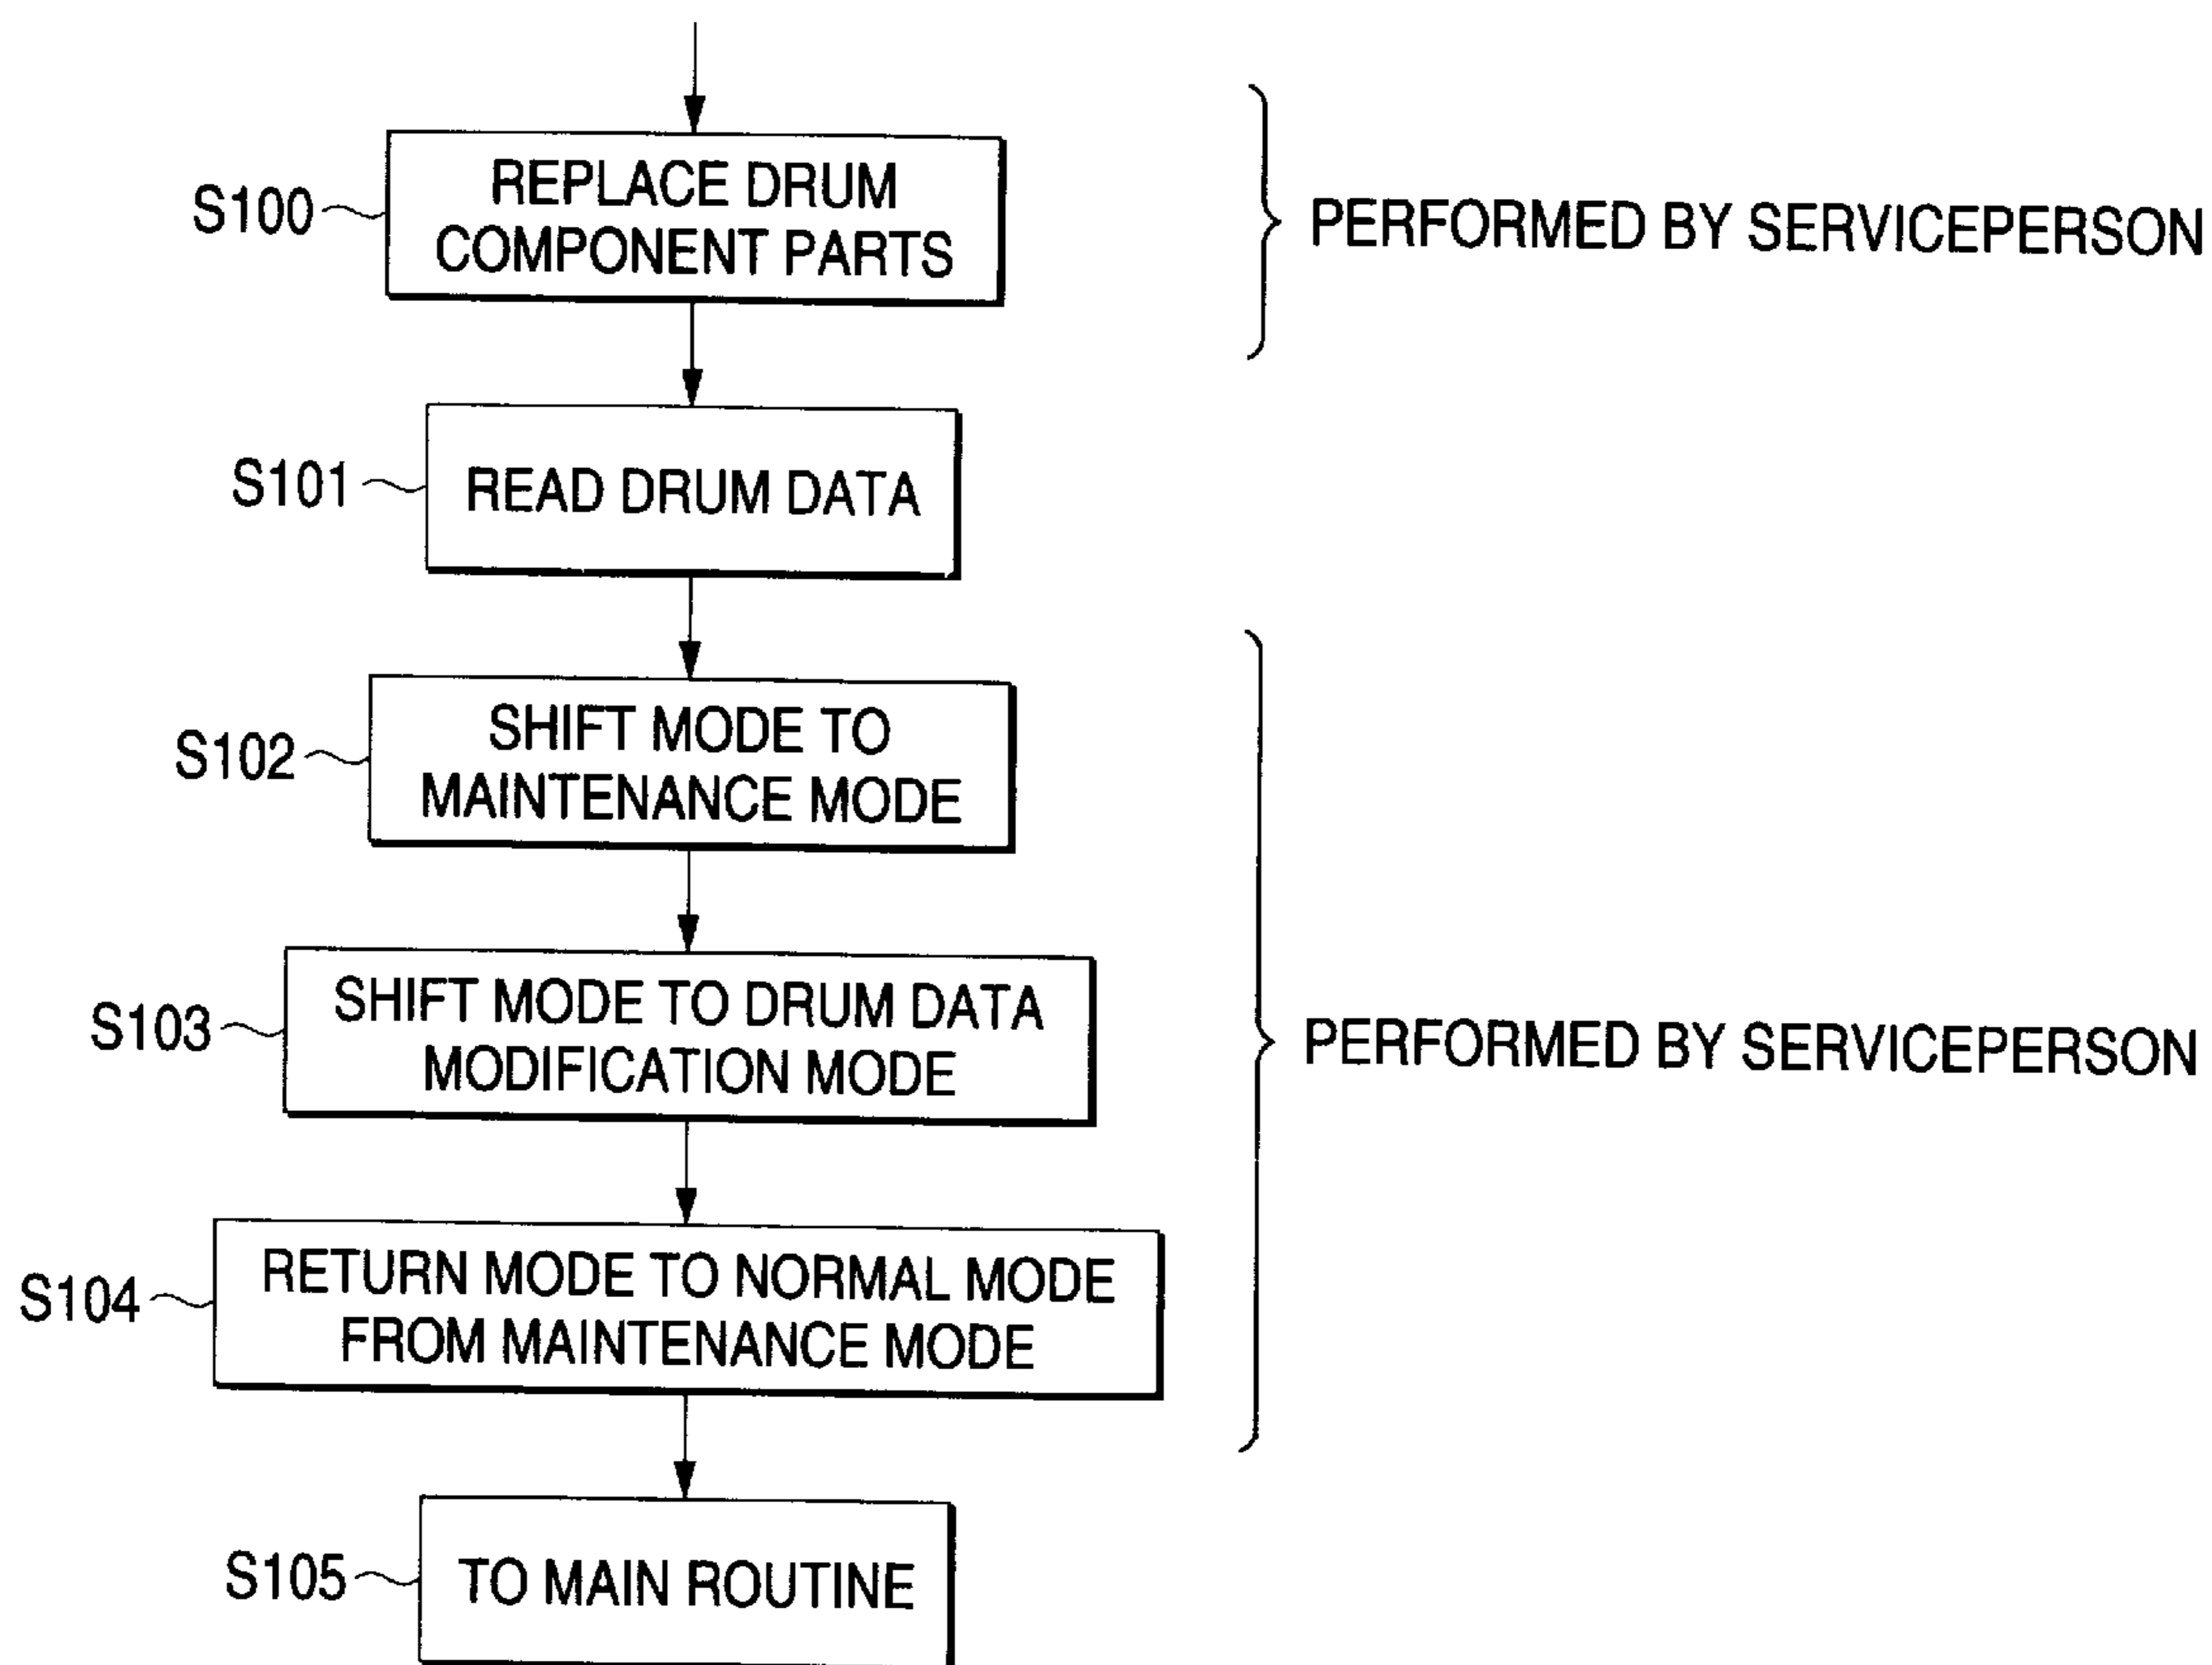 S100
REPLACE DRUM
COMPONENT PARTS
PERFORMED BY SERVICEPERSON
S101
READ DRUM DATA
S102
SHIFT MODE TO
MAINTENANCE MODE
S103
SHIFT MODE TO DRUM DATA
MODIFICATION MODE
PERFORMED BY SERVICEPERSON
S104
RETURN MODE TO NORMAL MODE
FROM MAINTENANCE MODE
S105
TO MAIN ROUTINE